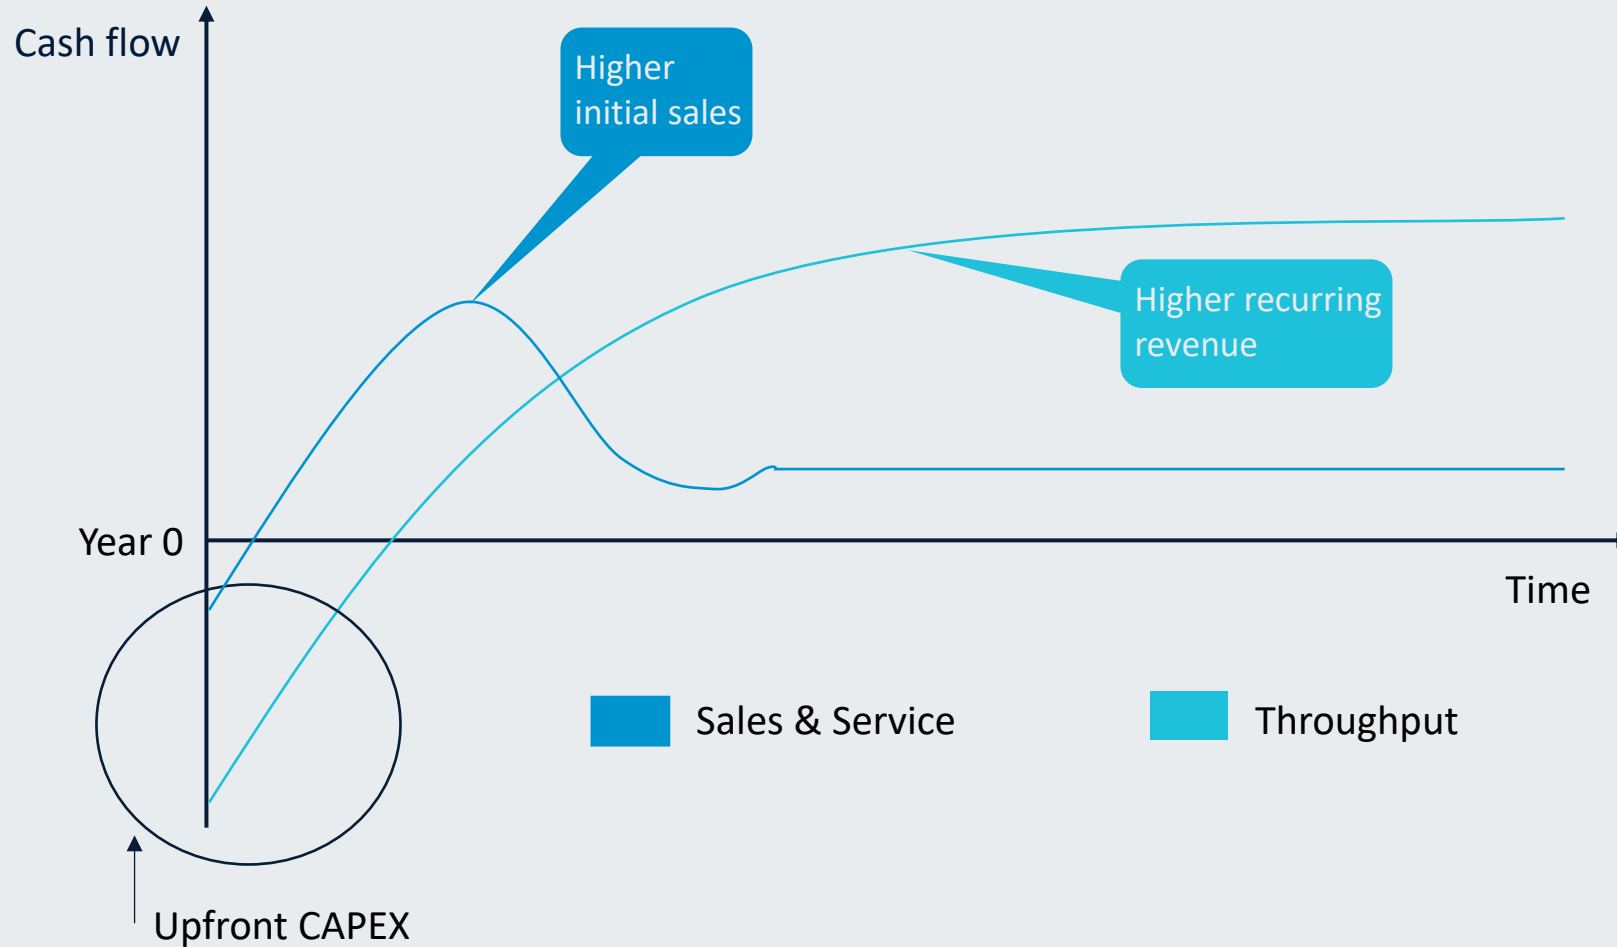 Cash flow
Higher
initial sales
Higher recurring
revenue
Year 0
Time
Sales & Service
Throughput
Upfront CAPEX